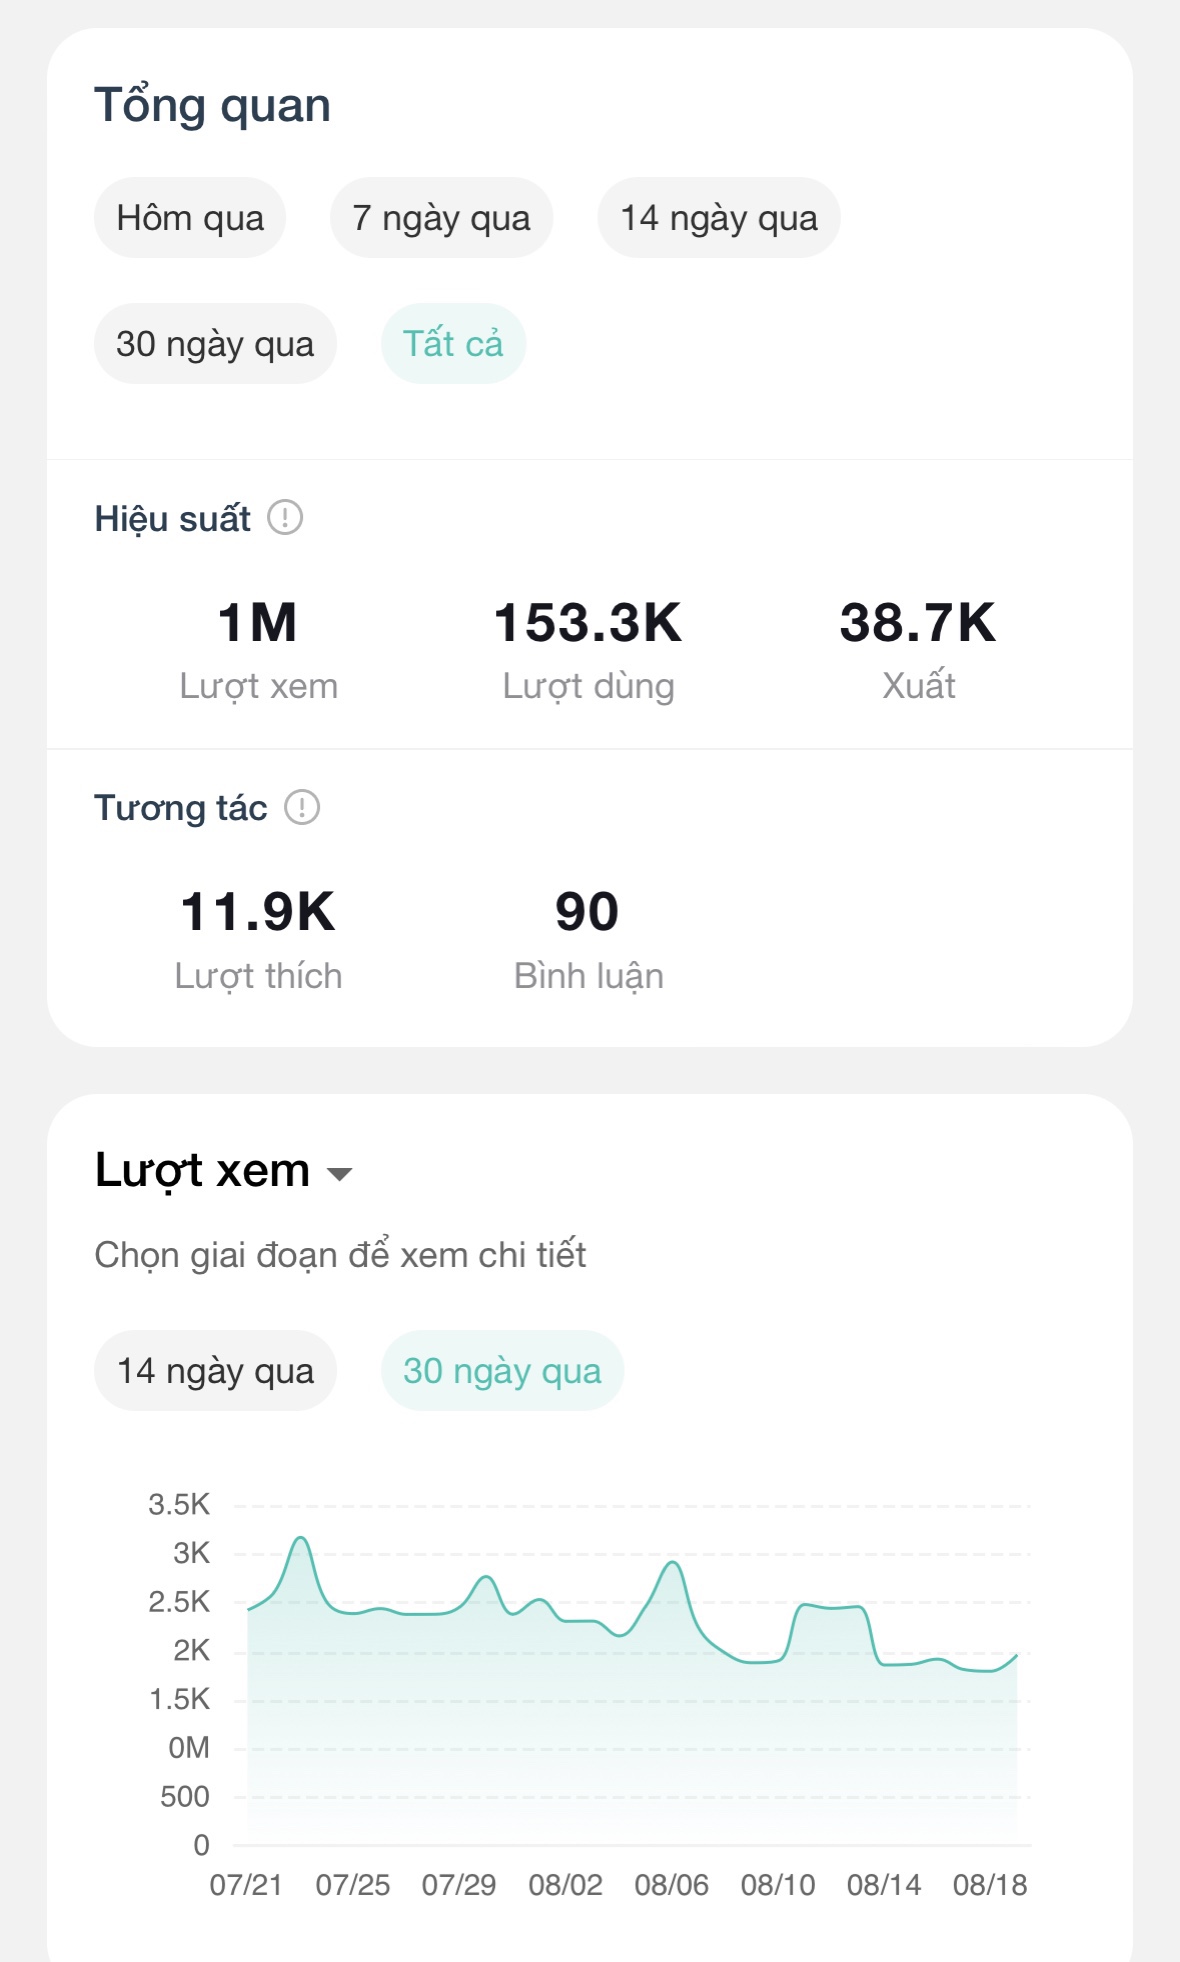 Tổng quan
Hôm qua 7 ngày qua 14 ngày qua
30 ngày qua Tất cả
Hiệu suất
1M 153.3K 38.7K
Lượt xem Lượt dùng Xuất
Tương tác
11.9K 90
Lượt thích Bình luận
Lượt xem
Chọn giai đoạn để xem chi tiết
14 ngày qua 30 ngày qua
3.5K
3K
2.5K
2K
1.5K
0M
500
0
07/21 07/25 07/29 08/02 08/06 08/10 08/14 08/18